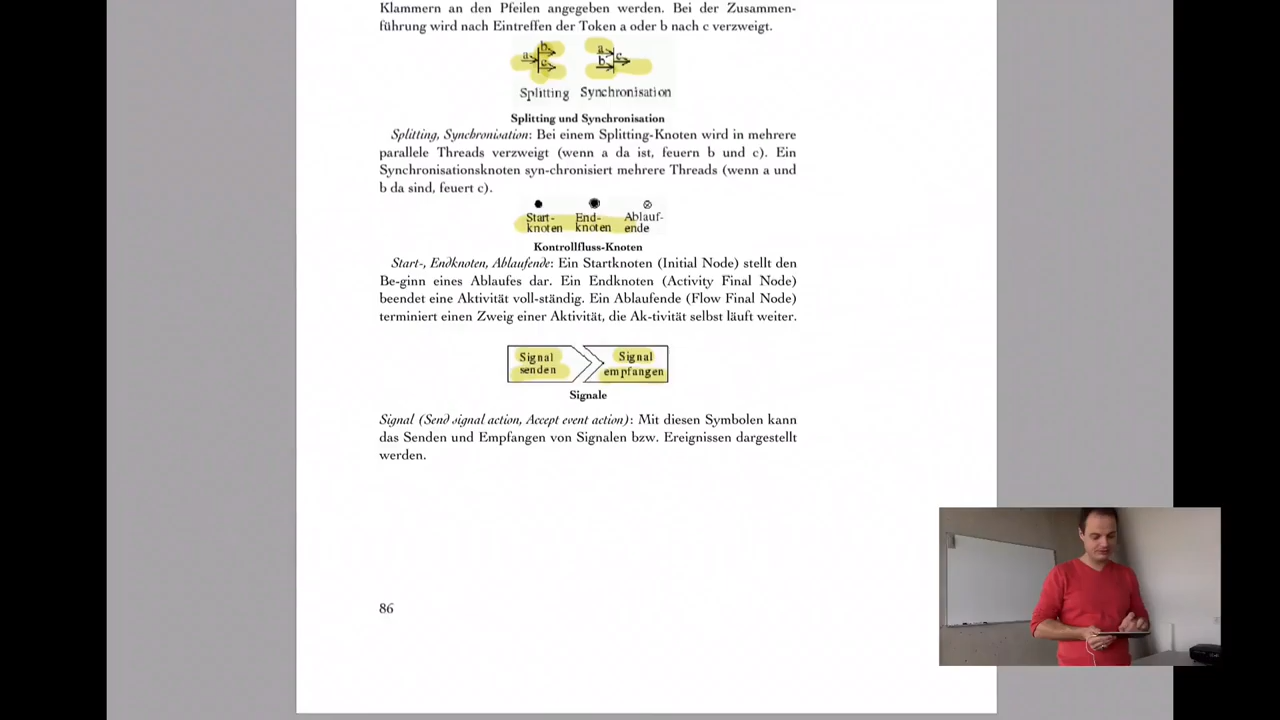 Klammern an den Pfeilen angegeben werden. Bei der Zusammen-
führung wird nach Eintreffen der Token a oder b nach c verzweigt.
a b c a b c
Splitting Synchronisation
Splitting und Synchronisation
Splitting, Synchronisation: Bei einem Splitting-Knoten wird in mehrere
parallele Threads verzweigt (wenn a da ist, feuern b und c). Ein
Synchronisationsknoten syn-chronisiert mehrere Threads (wenn a und
b da sind, feuert c).
Start- End- Ablauf-
knoten knoten ende
Kontrollfluss-Knoten
Start-, Endknoten, Ablaufende: Ein Startknoten (Initial Node) stellt den
Be-ginn eines Ablaufes dar. Ein Endknoten (Activity Final Node)
beendet eine Aktivität voll-ständig. Ein Ablaufende (Flow Final Node)
terminiert einen Zweig einer Aktivität, die Ak-tivität selbst läuft weiter.
Signal Signal
senden empfangen
Signale
Signal (Send signal action, Accept event action): Mit diesen Symbolen kann
das Senden und Empfangen von Signalen bzw. Ereignissen dargestellt
werden.
86